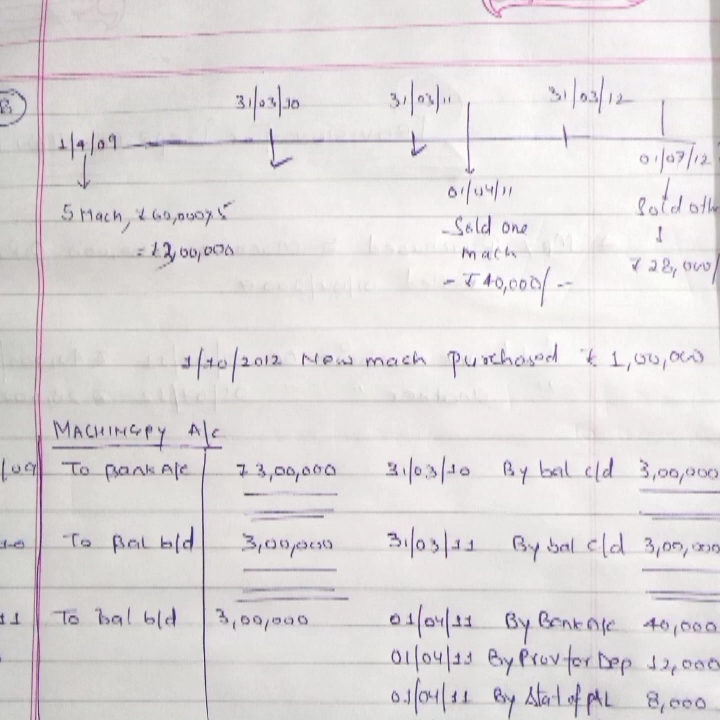 B
31/03/10 31/03/11 31/03/12
1/4/09
01/04/11 01/07/12
5 Mach, ₹60,000x5 Sold one Sold oth
= ₹3,00,000 mach 1
- ₹40,000/-- ₹28,000/
1/10/2012 New mach purchased ₹1,00,000
MACHINERY A/c
/09 To Bank A/c ₹3,00,000 31/03/10 By bal c/d 3,00,000
10 To Bal b/d 3,00,000 31/03/11 By bal c/d 3,00,000
11 To bal b/d 3,00,000 01/04/11 By Bank A/c 40,000
01/04/11 By Prov for Dep 12,000
01/04/11 By Stat of P/L 8,000